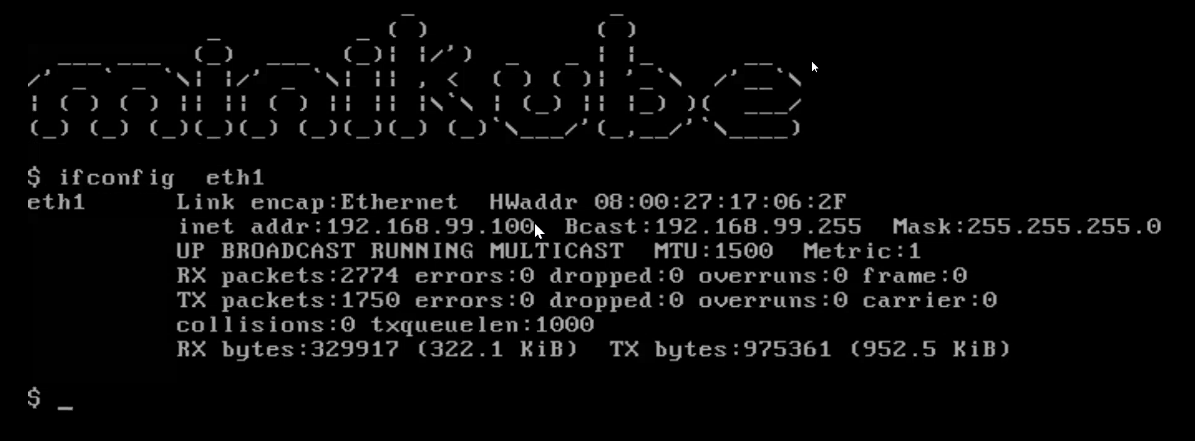 minikube
$ ifconfig  eth1
eth1      Link encap:Ethernet  HWaddr 08:00:27:17:06:2F
          inet addr:192.168.99.100  Bcast:192.168.99.255  Mask:255.255.255.0
          UP BROADCAST RUNNING MULTICAST  MTU:1500  Metric:1
          RX packets:2774 errors:0 dropped:0 overruns:0 frame:0
          TX packets:1750 errors:0 dropped:0 overruns:0 carrier:0
          collisions:0 txqueuelen:1000
          RX bytes:329917 (322.1 KiB)  TX bytes:975361 (952.5 KiB)
$ _